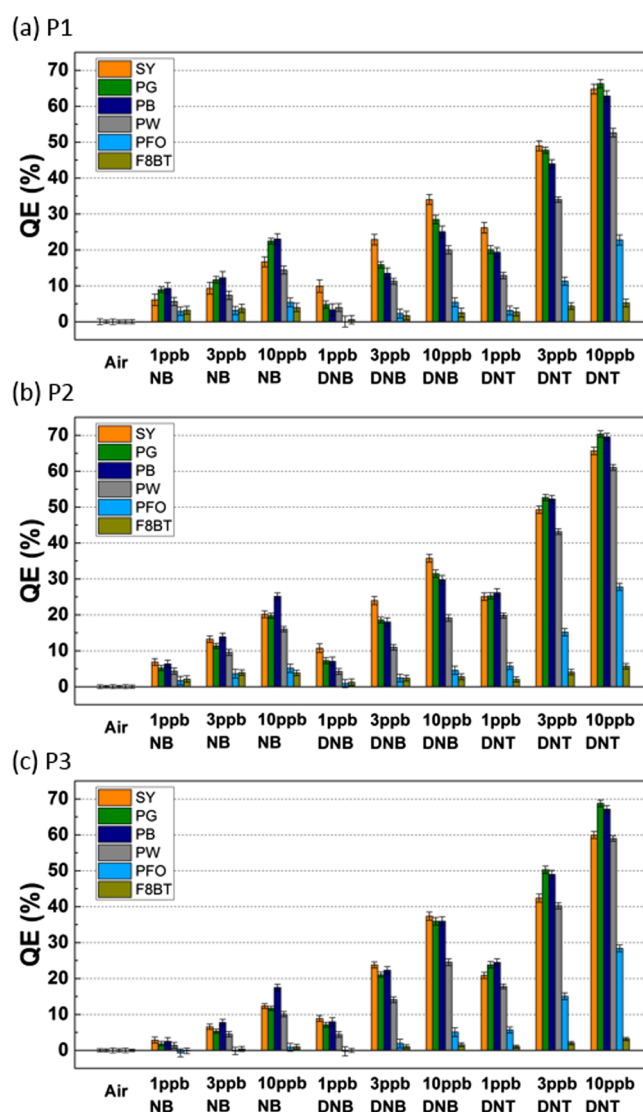 (a) P1
QE (%)
70
60
50
40
30
20
10
0
SY
PG
PB
PW
PFO
F8BT
Air 1ppb 3ppb 10ppb 1ppb 3ppb 10ppb 1ppb 3ppb 10ppb
NB NB NB DNB DNB DNB DNT DNT DNT
(b) P2
QE (%)
70
60
50
40
30
20
10
0
SY
PG
PB
PW
PFO
F8BT
Air 1ppb 3ppb 10ppb 1ppb 3ppb 10ppb 1ppb 3ppb 10ppb
NB NB NB DNB DNB DNB DNT DNT DNT
(c) P3
QE (%)
70
60
50
40
30
20
10
0
SY
PG
PB
PW
PFO
F8BT
Air 1ppb 3ppb 10ppb 1ppb 3ppb 10ppb 1ppb 3ppb 10ppb
NB NB NB DNB DNB DNB DNT DNT DNT